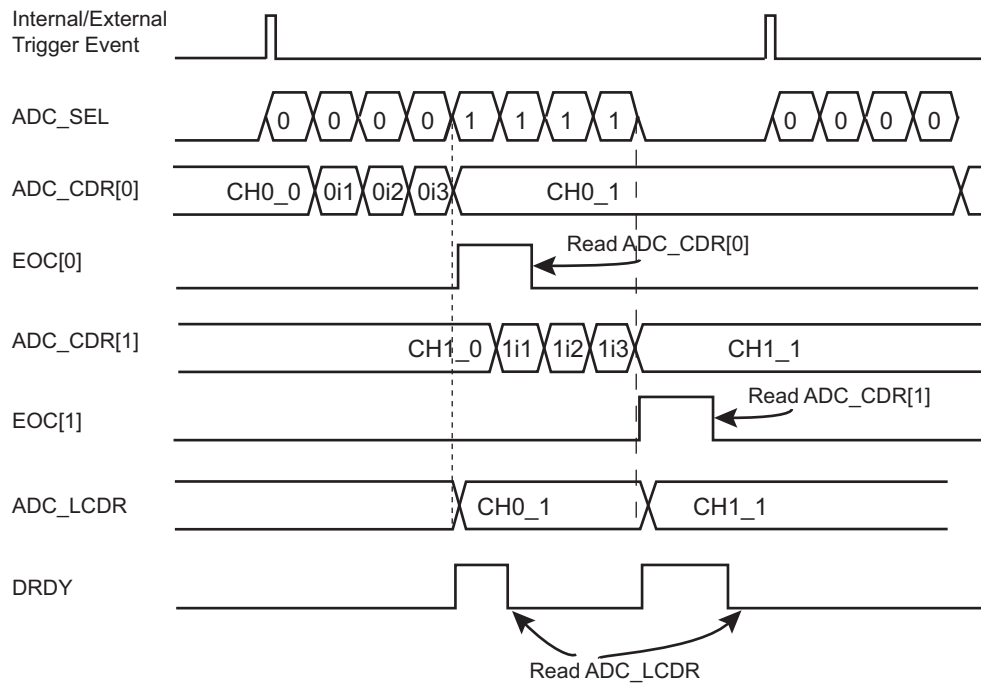 Internal/External
Trigger Event
ADC_SEL
0 0 0 0 1 1 1 1 0 0 0 0
ADC_CDR[0]
CH0_0 0i1 0i2 0i3 CH0_1
EOC[0]
Read ADC_CDR[0]
ADC_CDR[1]
CH1_0 1i1 1i2 1i3 CH1_1
EOC[1]
Read ADC_CDR[1]
ADC_LCDR
CH0_1 CH1_1
DRDY
Read ADC_LCDR